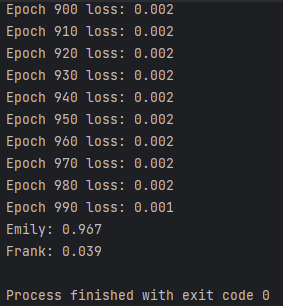 Epoch 900 loss: 0.002
Epoch 910 loss: 0.002
Epoch 920 loss: 0.002
Epoch 930 loss: 0.002
Epoch 940 loss: 0.002
Epoch 950 loss: 0.002
Epoch 960 loss: 0.002
Epoch 970 loss: 0.002
Epoch 980 loss: 0.002
Epoch 990 loss: 0.001
Emily: 0.967
Frank: 0.039
Process finished with exit code 0